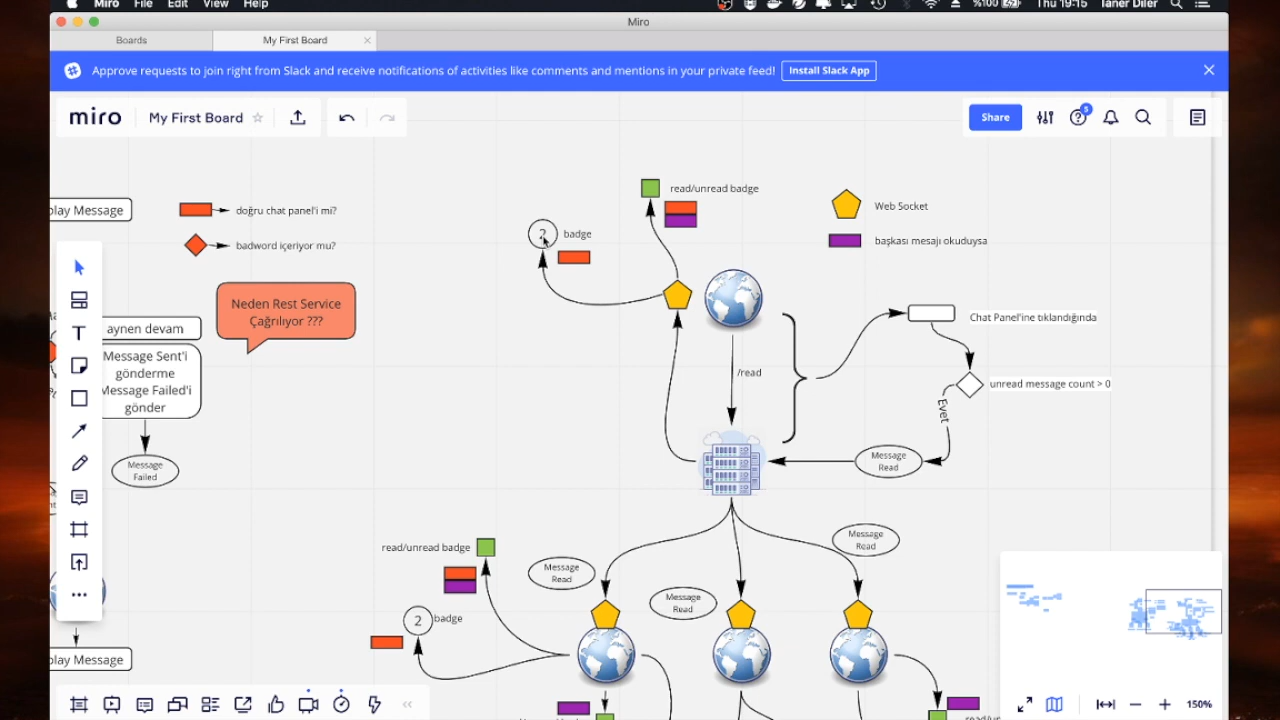 Miro File Edit View Help
%100 Thu 19:15 Taner Diler
Miro
Boards
My First Board
Approve requests to join right from Slack and receive notifications of activities like comments and mentions in your private feed!
Install Slack App
miro
My First Board
Share
5
play Message
doğru chat panel'i mi?
badword içeriyor mu?
Neden Rest Service
Çağrılıyor ???
aynen devam
Message Sent'i
gönderme
Message Failed'i
gönder
Message
Failed
play Message
read/unread badge
2
badge
Web Socket
başkası mesajı okuduysa
/read
Chat Panel'ine tıklandığında
unread message count > 0
Evet
Message
Read
read/unread badge
Message
Read
Message
Read
Message
Read
2
badge
150%